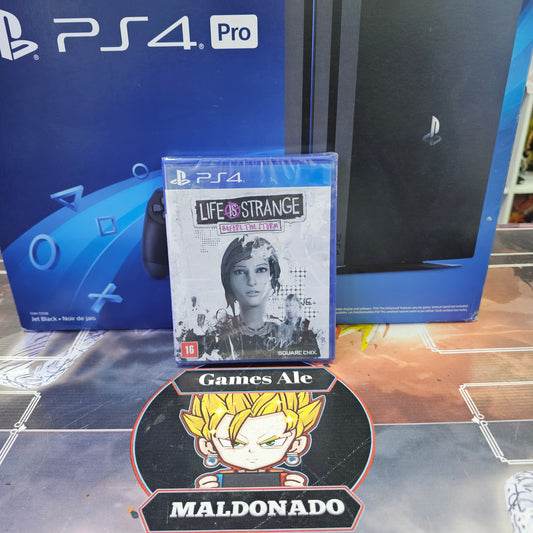 PS4 Pro
PS4
LIFE IS STRANGE
BEFORE THE STORM
16
SQUARE ENIX
Jet Black • Noir de jais
Games Ale
MALDONADO